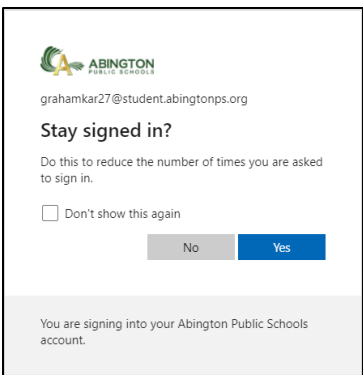 CA ABINGTON
PUBLIC SCHOOLS
grahamkar27@student.abingtonps.org
Stay signed in?
Do this to reduce the number of times you are asked
to sign in.
Don't show this again
No Yes
You are signing into your Abington Public Schools
account.